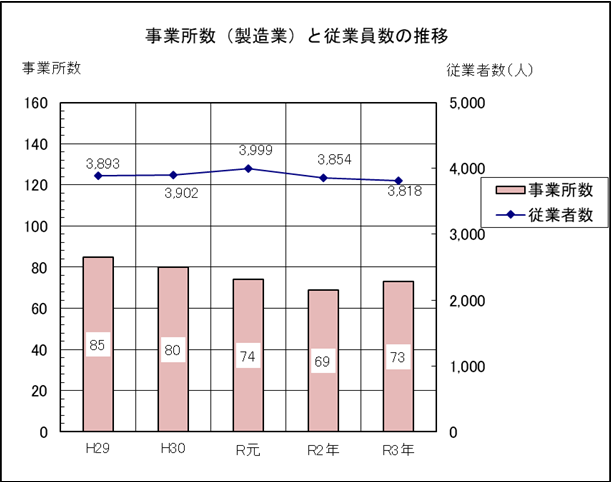 事業所数（製造業）と従業員数の推移
事業所数
従業者数(人)
160
140
120
100
80
60
40
20
0
5,000
4,000
3,000
2,000
1,000
0
3,893
3,902
3,999
3,854
3,818
85
80
74
69
73
H29
H30
R元
R2年
R3年
事業所数
従業者数